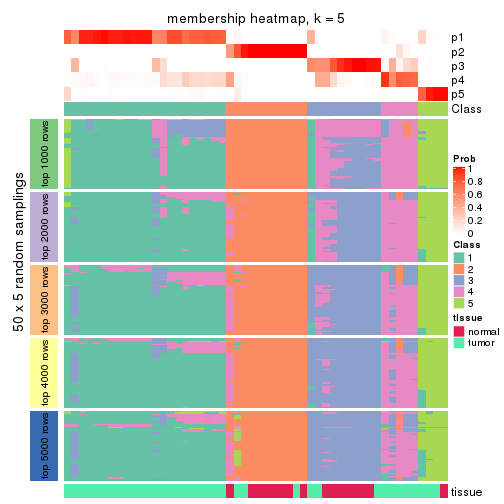 membership heatmap, k = 5
p1
p2
p3
p4
p5
Class
50 x 5 random samplings
top 1000 rows
top 2000 rows
top 3000 rows
top 4000 rows
top 5000 rows
tissue
Prob
1
0.8
0.6
0.4
0.2
0
Class
1
2
3
4
5
tissue
normal
tumor